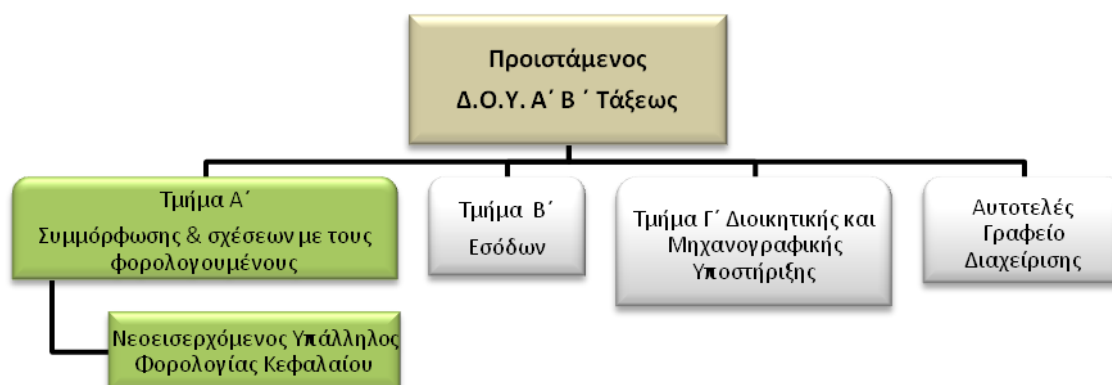 Προιστάμενος
Δ.Ο.Υ. Α΄ Β ΄ Τάξεως
Τμήμα Α΄
Συμμόρφωσης & σχέσεων με τους
φορολογουμένους
Τμήμα Β΄
Εσόδων
Τμήμα Γ΄ Διοικητικής και
Μηχανογραφικής
Υποστήριξης
Αυτοτελές
Γραφείο
Διαχείρισης
Νεοεισερχόμενος Υπάλληλος
Φορολογίας Κεφαλαίου